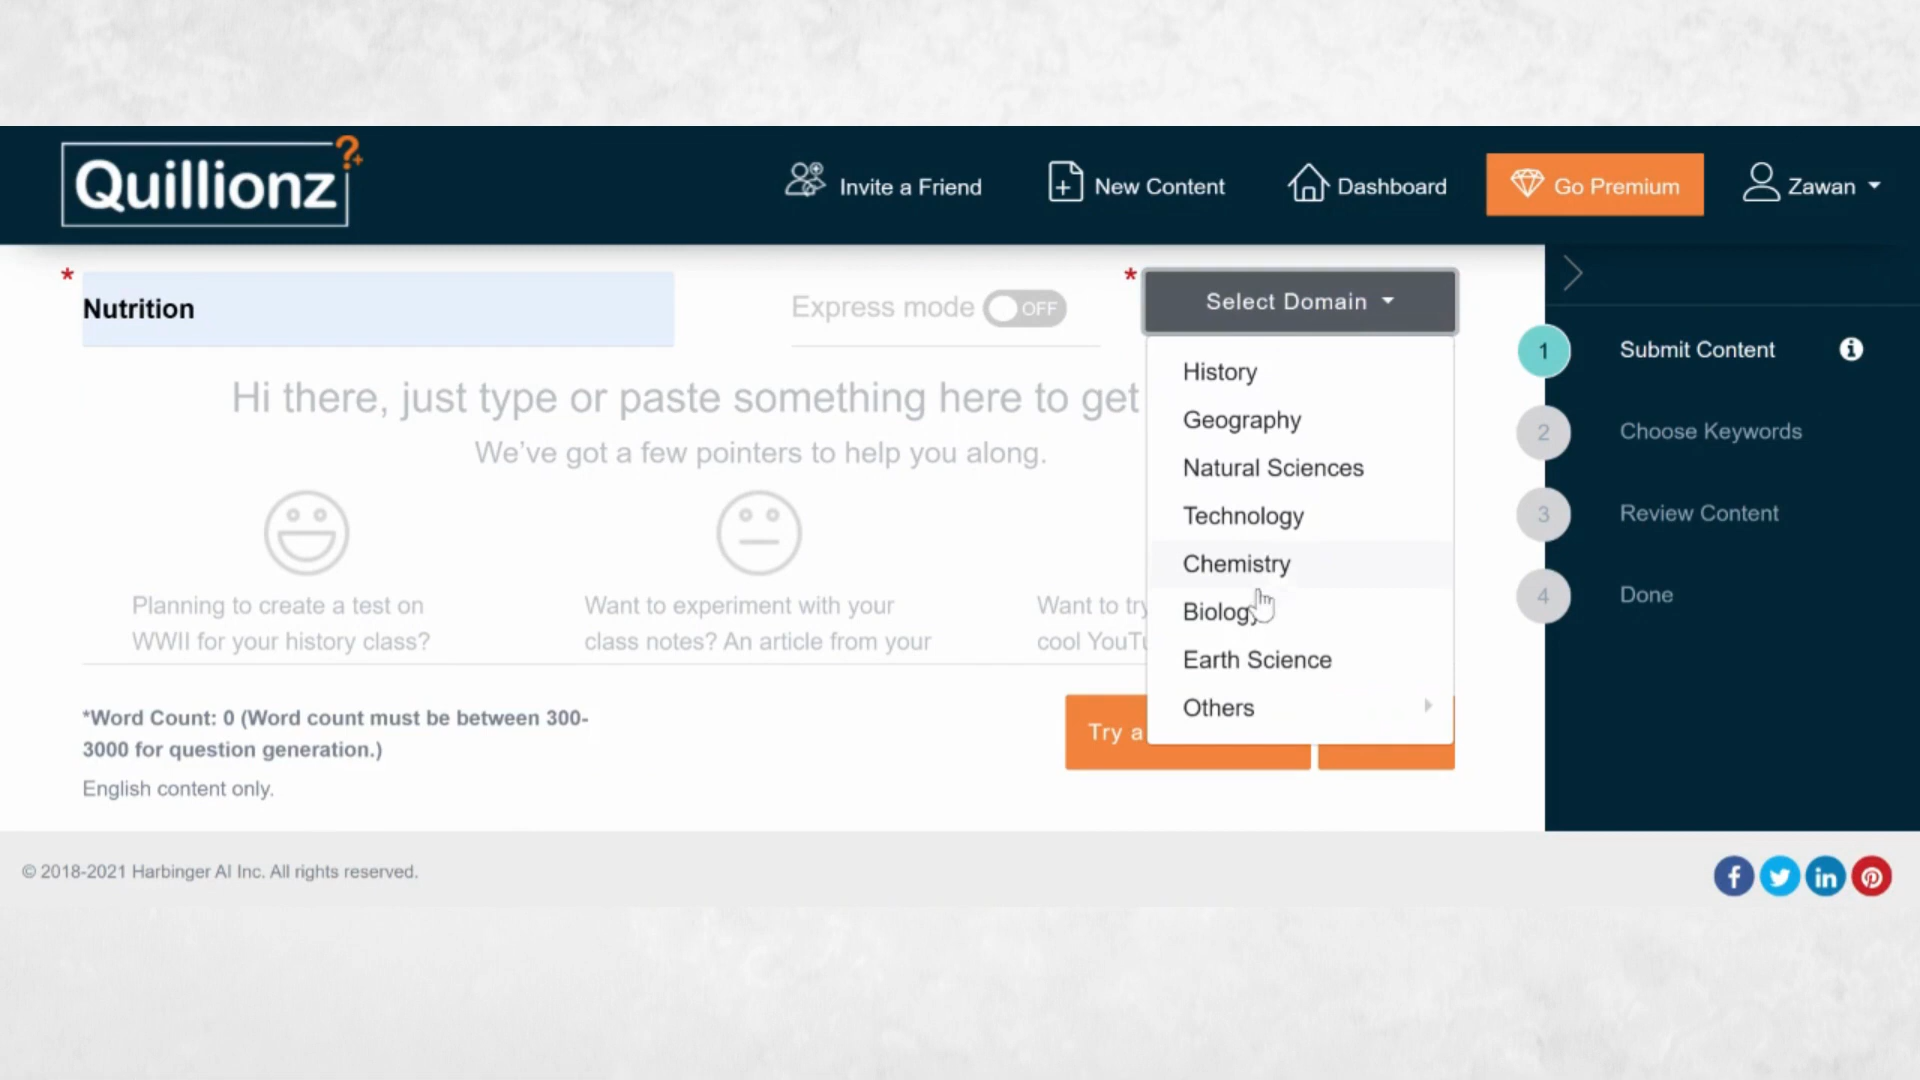 Quillionz ?+
Invite a Friend
New Content
Dashboard
Go Premium
Zawan
* Nutrition
Express mode OFF
* Select Domain
History
Geography
Natural Sciences
Technology
Chemistry
Biology
Earth Science
Others
Hi there, just type or paste something here to get
We've got a few pointers to help you along.
Planning to create a test on
WWII for your history class?
Want to experiment with your
class notes? An article from your
Want to try
cool YouTu
*Word Count: 0 (Word count must be between 300-
3000 for question generation.)
English content only.
Try a
1 Submit Content i
2 Choose Keywords
3 Review Content
4 Done
© 2018-2021 Harbinger AI Inc. All rights reserved.